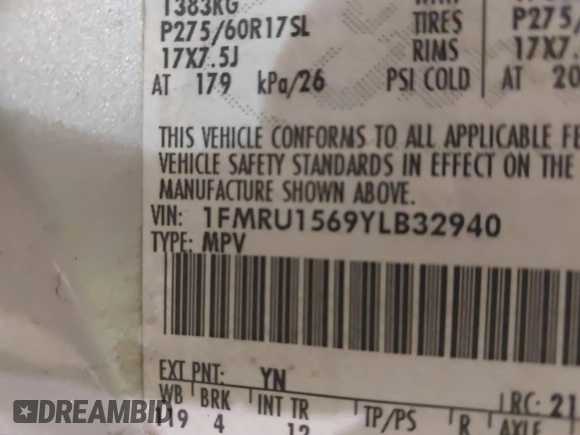 1383KG
P275/60R17SL TIRES P275/
17X7.5J RIMS 17X7.
AT 179 kPa/26 PSI COLD AT 20
THIS VEHICLE CONFORMS TO ALL APPLICABLE FE
VEHICLE SAFETY STANDARDS IN EFFECT ON THE
MANUFACTURE SHOWN ABOVE.
VIN: 1FMRU1569YLB32940
TYPE: MPV
EXT PNT: YN RC: 21
WB BRK INT TR TP/PS R AXLE
119 4 12
DREAMBID